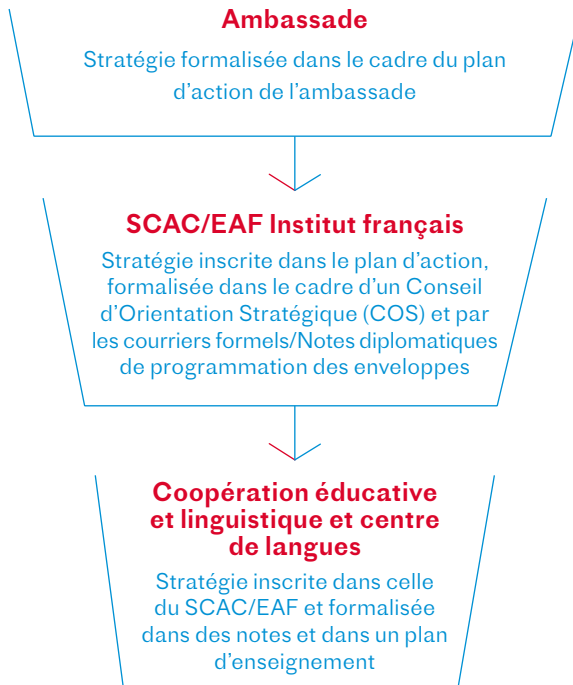 Ambassade
Stratégie formalisée dans le cadre du plan
d’action de l’ambassade
SCAC/EAF Institut français
Stratégie inscrite dans le plan d’action,
formalisée dans le cadre d’un Conseil
d’Orientation Stratégique (COS) et par
les courriers formels/Notes diplomatiques
de programmation des enveloppes
Coopération éducative
et linguistique et centre
de langues
Stratégie inscrite dans celle
du SCAC/EAF et formalisée
dans des notes et dans un plan
d’enseignement